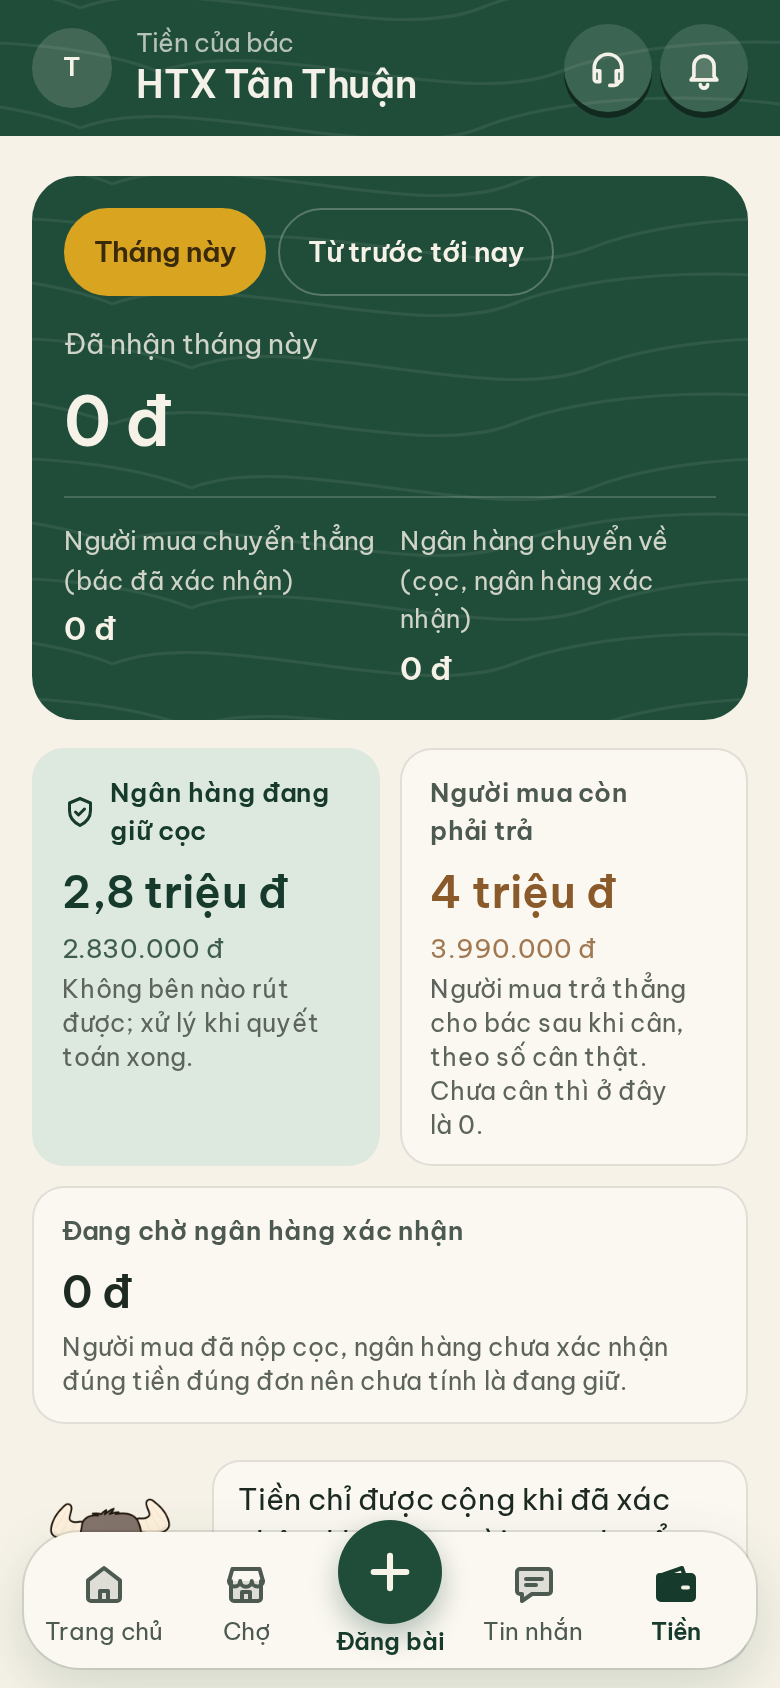 T
Tiền của bác
HTX Tân Thuận
Tháng này
Từ trước tới nay
Đã nhận tháng này
0 đ
Người mua chuyển thẳng
(bác đã xác nhận)
0 đ
Ngân hàng chuyển về
(cọc, ngân hàng xác
nhận)
0 đ
Ngân hàng đang
giữ cọc
2,8 triệu đ
2.830.000 đ
Không bên nào rút
được; xử lý khi quyết
toán xong.
Người mua còn
phải trả
4 triệu đ
3.990.000 đ
Người mua trả thẳng
cho bác sau khi cân,
theo số cân thật.
Chưa cân thì ở đây
là 0.
Đang chờ ngân hàng xác nhận
0 đ
Người mua đã nộp cọc, ngân hàng chưa xác nhận
đúng tiền đúng đơn nên chưa tính là đang giữ.
Tiền chỉ được cộng khi đã xác
Trang chủ
Chợ
Đăng bài
Tin nhắn
Tiền